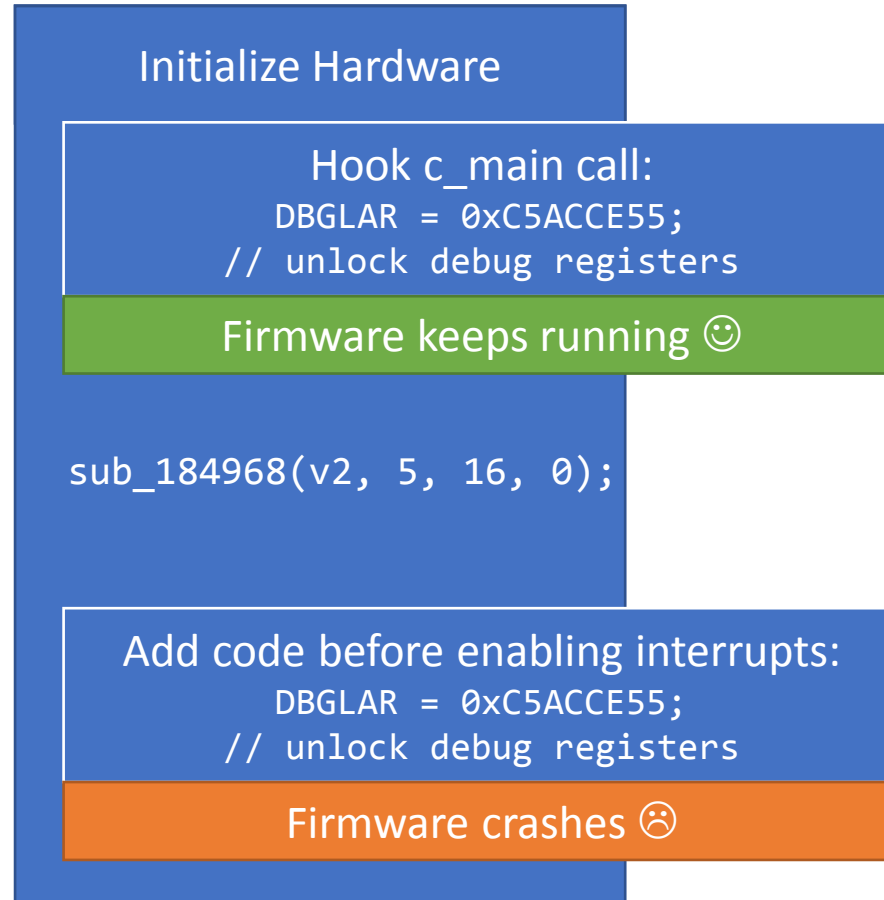 Initialize Hardware
Hook c_main call:
DBGLAR = 0xC5ACCE55;
// unlock debug registers
Firmware keeps running ☺
sub_184968(v2, 5, 16, 0);
Add code before enabling interrupts:
DBGLAR = 0xC5ACCE55;
// unlock debug registers
Firmware crashes ☹